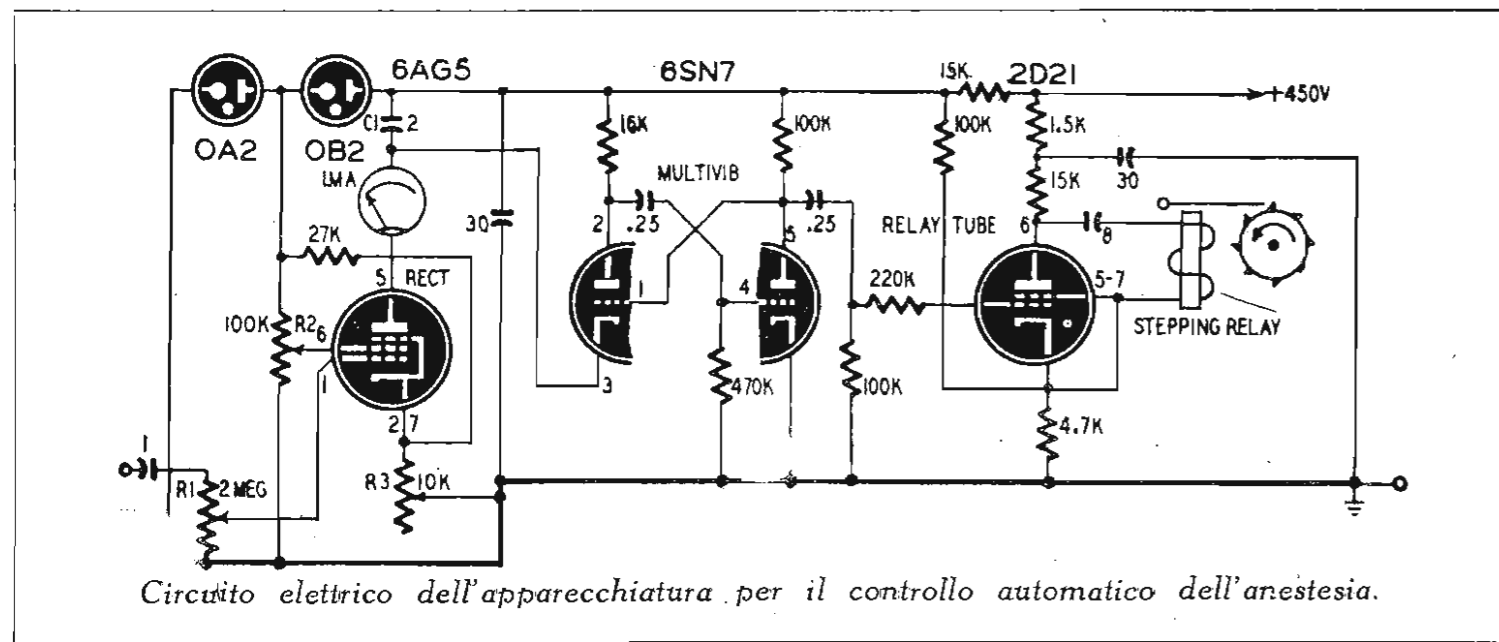 6AG5
6SN7
2D21
15K
+450V
OA2
OB2
C1
2
16K
100K
100K
1.5K
1MA
MULTIVIB
15K
30
30
2
.25
5
.25
RELAY TUBE
6
8
27K
5
RECT
1
4
220K
5-7
STEPPING RELAY
100K
R2
6
1
3
470K
100K
2
7
4.7K
1
R1
2 MEG
R3
10K
Circuito elettrico dell'apparecchiatura per il controllo automatico dell'anestesia.